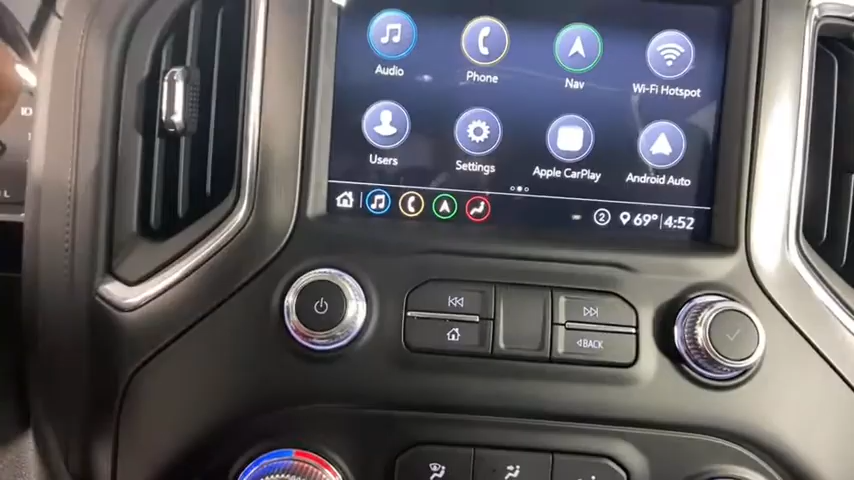 Audio Phone Nav Wi-Fi Hotspot
Users Settings Apple CarPlay Android Auto
2 69° 4:52
BACK